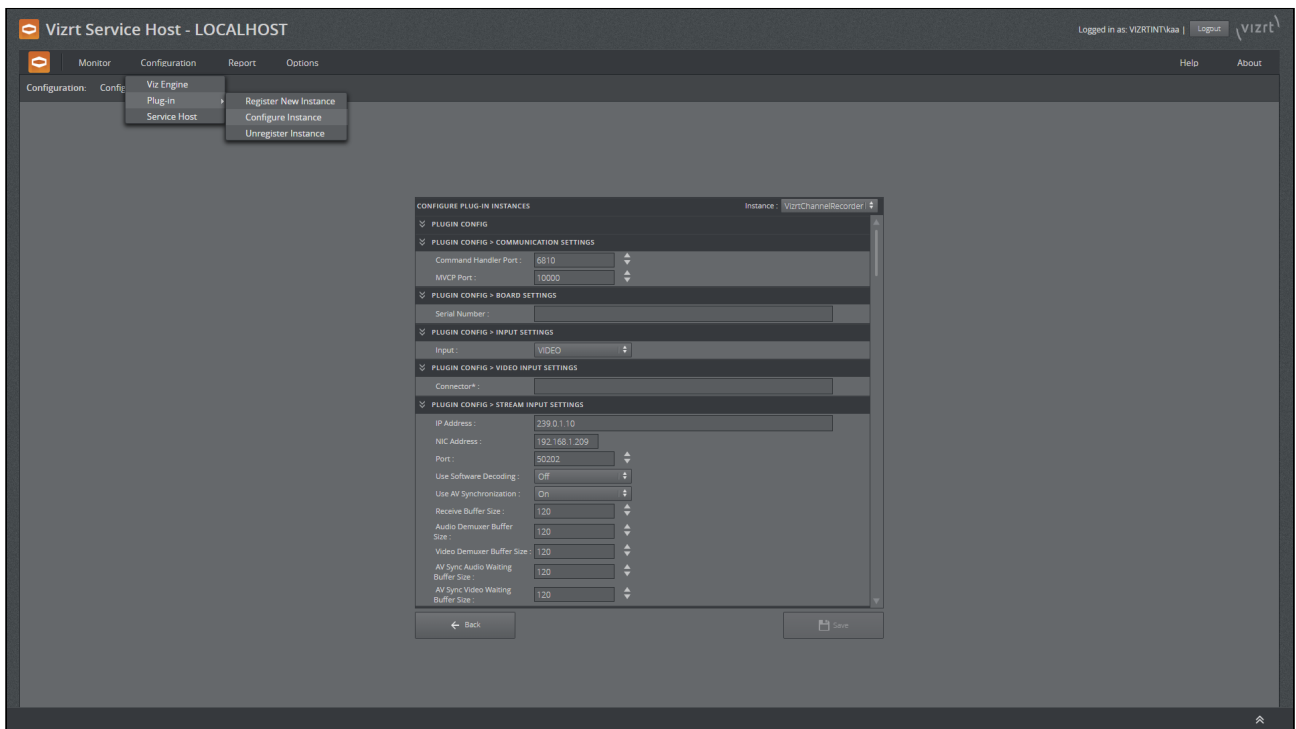 Vizrt Service Host - LOCALHOST
Logged in as: VIZRTINT\kaa | Logout
vizrt
Monitor Configuration Report Options Help About
Configuration: Config
Viz Engine
Plug-in
Service Host
Register New Instance
Configure Instance
Unregister Instance
CONFIGURE PLUG-IN INSTANCES Instance : VizrtChannelRecorder
PLUGIN CONFIG
PLUGIN CONFIG > COMMUNICATION SETTINGS
Command Handler Port : 6810
MVCP Port : 10000
PLUGIN CONFIG > BOARD SETTINGS
Serial Number :
PLUGIN CONFIG > INPUT SETTINGS
Input : VIDEO
PLUGIN CONFIG > VIDEO INPUT SETTINGS
Connector* :
PLUGIN CONFIG > STREAM INPUT SETTINGS
IP Address : 239.0.1.10
NIC Address : 192.168.1.209
Port : 50202
Use Software Decoding : Off
Use AV Synchronization : On
Receive Buffer Size : 120
Audio Demuxer Buffer
Size : 120
Video Demuxer Buffer Size : 120
AV Sync Audio Waiting
Buffer Size : 120
AV Sync Video Waiting
Buffer Size : 120
Back Save